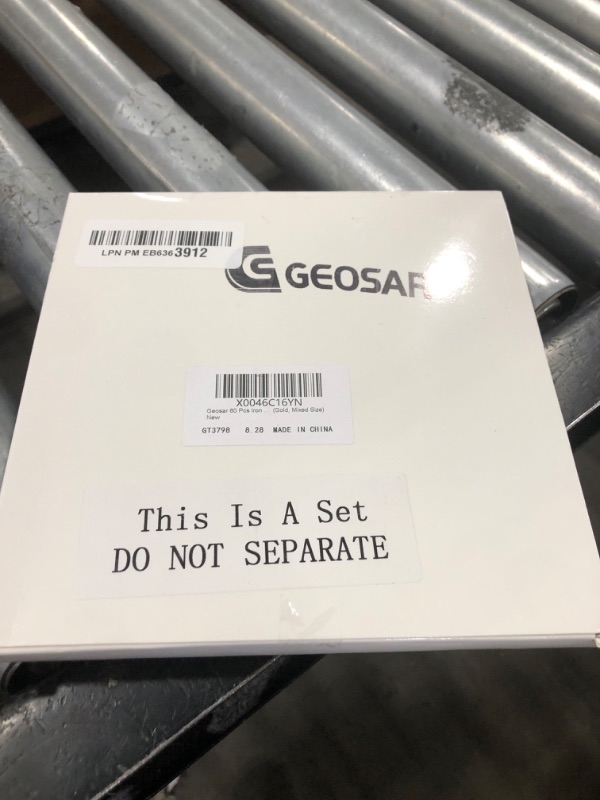 LPN PM EB6363912
GEOSAR
X0046C16YN
Geosar 60 Pcs Iron ... (Gold, Mixed Size)
New
GT3798 8.28 MADE IN CHINA
This Is A Set
DO NOT SEPARATE